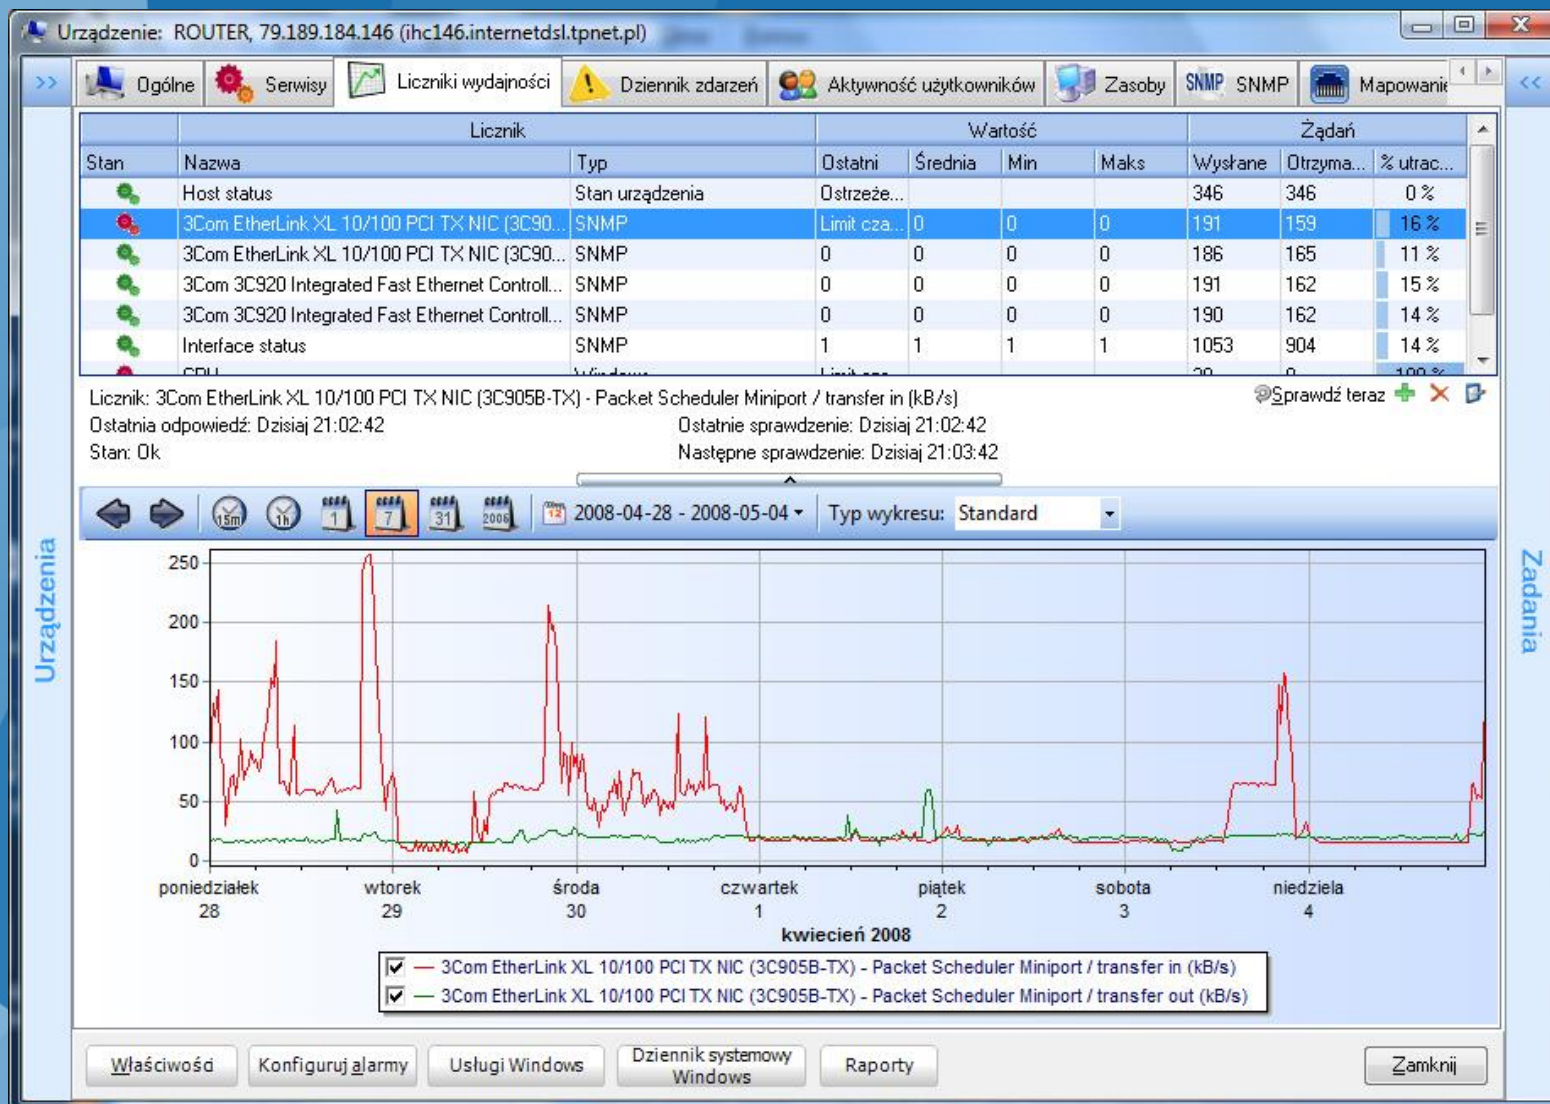 Urządzenie: ROUTER, 79.189.184.146 (ihc146.internetdsl.tpnet.pl)
>> Ogólne Serwisy Liczniki wydajności Dziennik zdarzeń Aktywność użytkowników Zasoby SNMP SNMP Mapowanie <<
Licznik Wartość Żądań
Stan Nazwa Typ Ostatni Średnia Min Maks Wysłane Otrzyma... % utrac...
Host status Stan urządzenia Ostrzeże... 346 346 0 %
3Com EtherLink XL 10/100 PCI TX NIC (3C90... SNMP Limit cza... 0 0 0 191 159 16 %
3Com EtherLink XL 10/100 PCI TX NIC (3C90... SNMP 0 0 0 0 186 165 11 %
3Com 3C920 Integrated Fast Ethernet Controll... SNMP 0 0 0 0 191 162 15 %
3Com 3C920 Integrated Fast Ethernet Controll... SNMP 0 0 0 0 190 162 14 %
Interface status SNMP 1 1 1 1 1053 904 14 %
Licznik: 3Com EtherLink XL 10/100 PCI TX NIC (3C905B-TX) - Packet Scheduler Miniport / transfer in (kB/s) Sprawdź teraz
Ostatnia odpowiedź: Dzisiaj 21:02:42 Ostatnie sprawdzenie: Dzisiaj 21:02:42
Stan: Ok Następne sprawdzenie: Dzisiaj 21:03:42
15m 1h 1 7 31 2006 12 2008-04-28 - 2008-05-04 Typ wykresu: Standard
Urządzenia
Zadania
250
200
150
100
50
0
poniedziałek wtorek środa czwartek piątek sobota niedziela
28 29 30 1 2 3 4
kwiecień 2008
3Com EtherLink XL 10/100 PCI TX NIC (3C905B-TX) - Packet Scheduler Miniport / transfer in (kB/s)
3Com EtherLink XL 10/100 PCI TX NIC (3C905B-TX) - Packet Scheduler Miniport / transfer out (kB/s)
Właściwości Konfiguruj alarmy Usługi Windows Dziennik systemowy Windows Raporty Zamknij